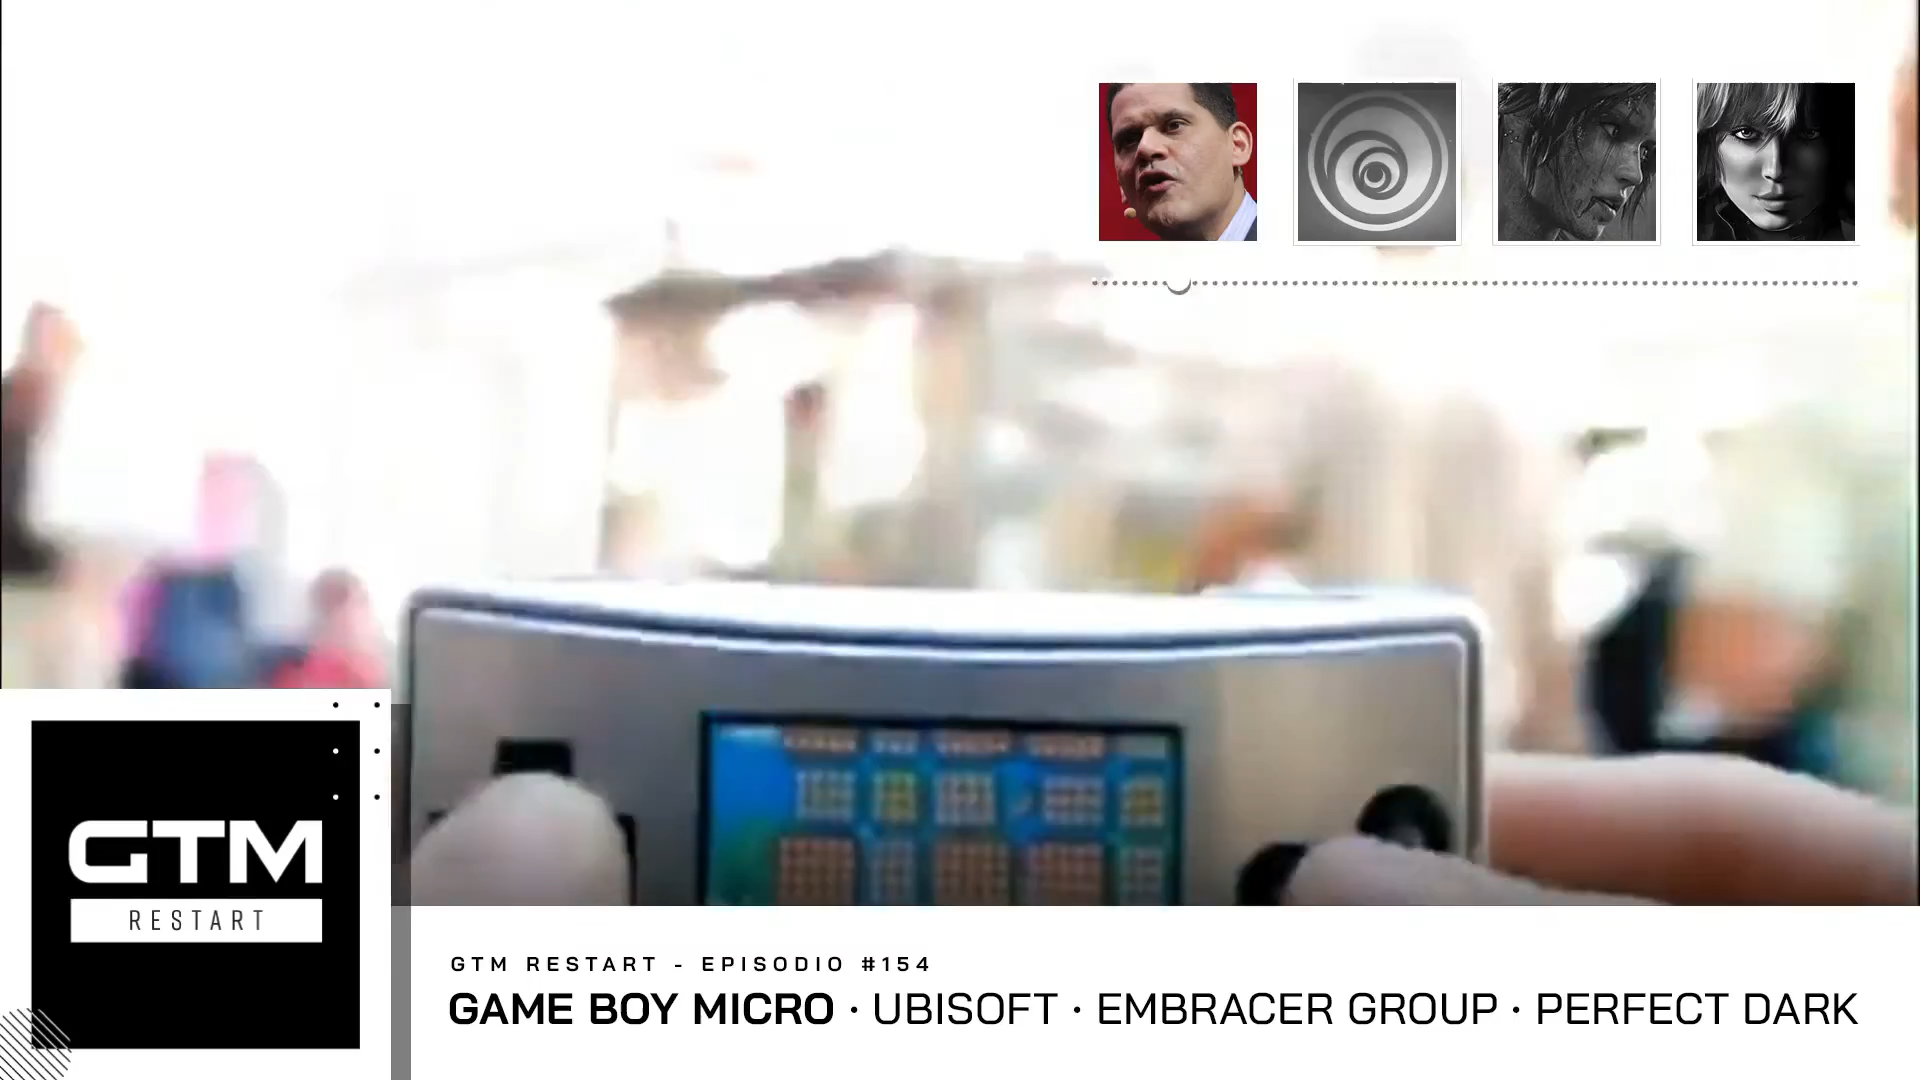 GTM
RESTART
GTM RESTART - EPISODIO #154
GAME BOY MICRO · UBISOFT · EMBRACER GROUP · PERFECT DARK